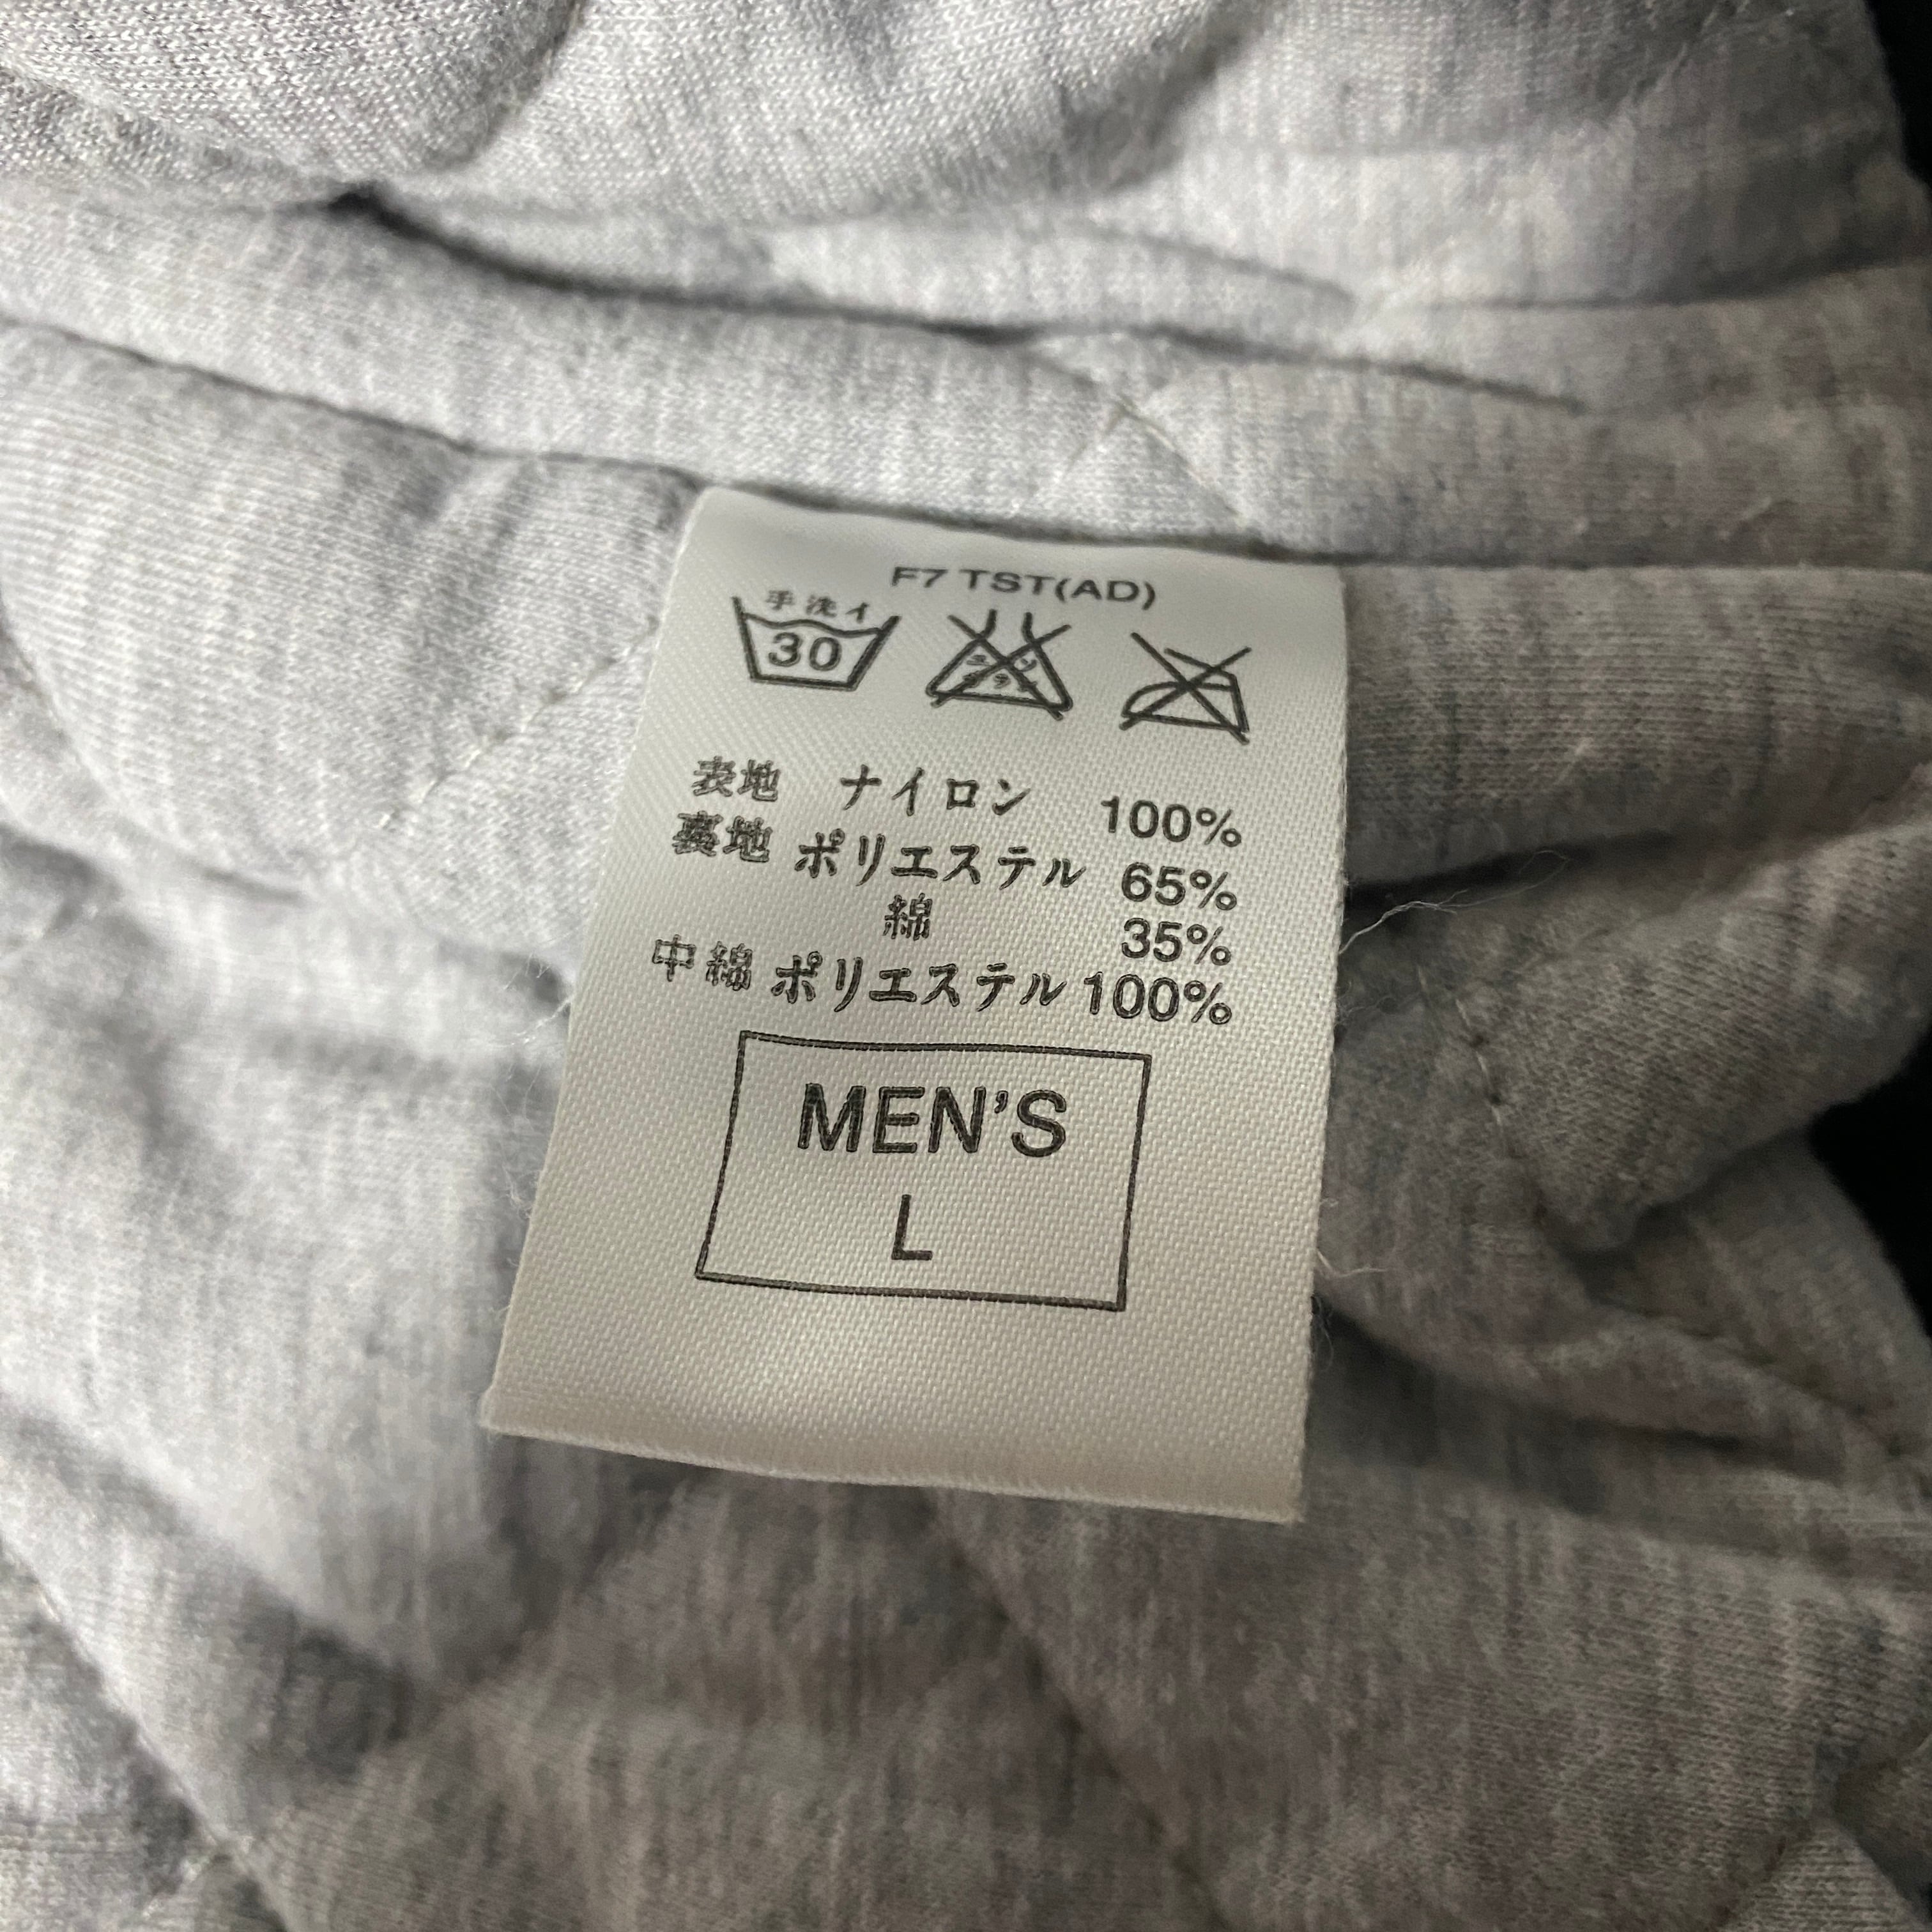 F7 TST(AD)
手洗イ
30
表地 ナイロン 100%
裏地 ポリエステル 65%
綿 35%
中綿 ポリエステル 100%
MEN'S
L